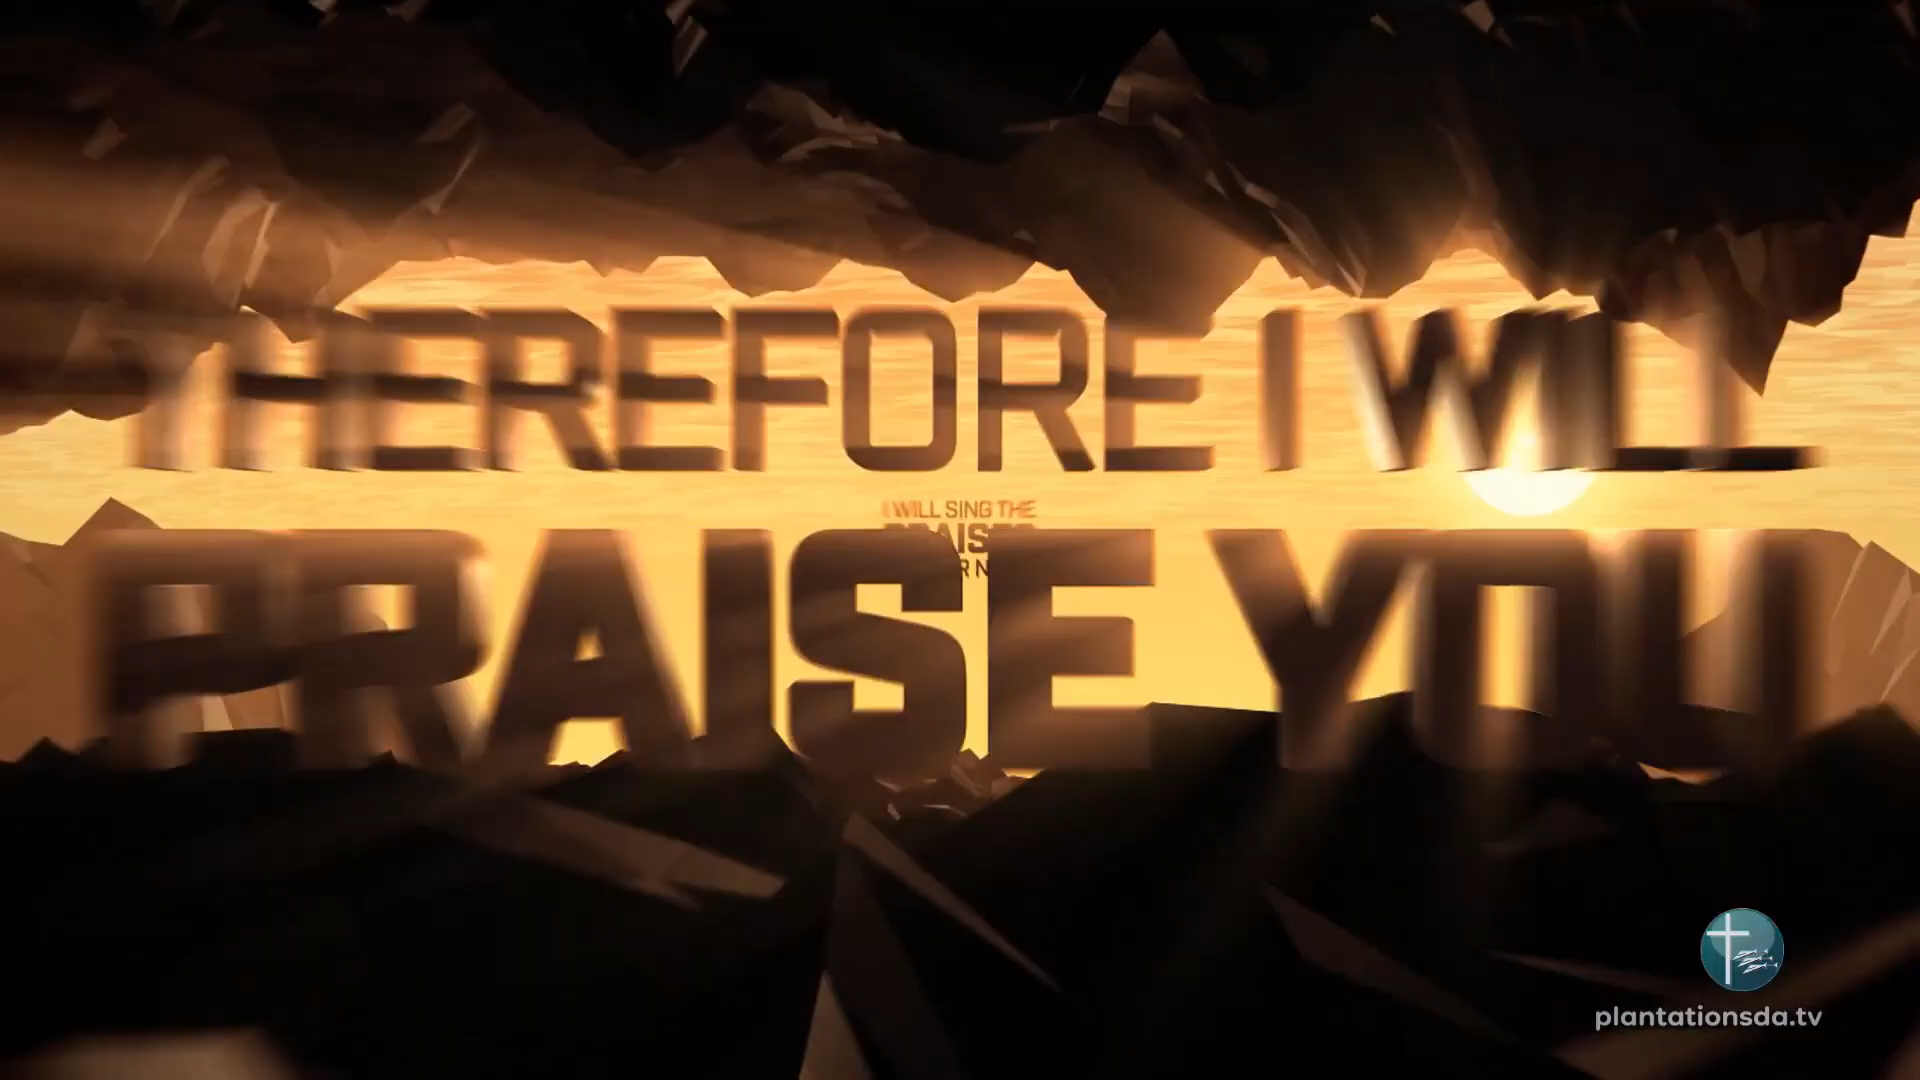 THEREFORE I WILL
I WILL SING THE
PRAISE YOU
plantationsda.tv